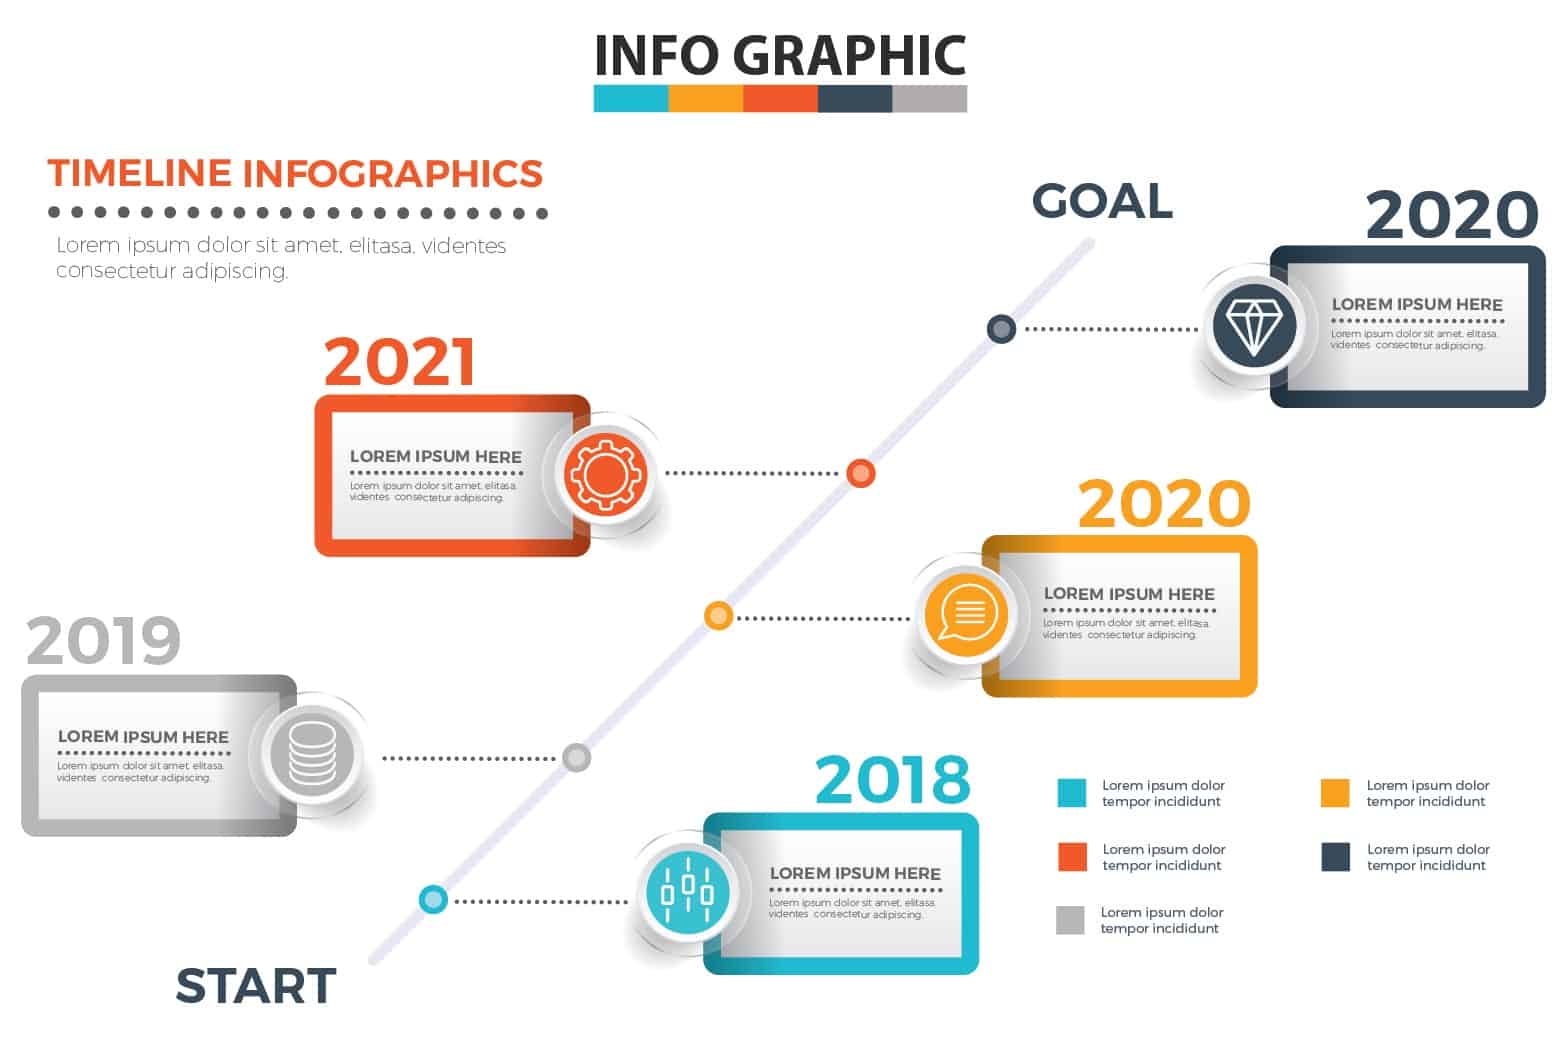 INFO GRAPHIC
TIMELINE INFOGRAPHICS
Lorem ipsum dolor sit amet, elitasa, videntes
consectetur adipiscing.
GOAL
2020
LOREM IPSUM HERE
Lorem ipsum dolor sit amet, elitasa,
videntes consectetur adipiscing.
2021
LOREM IPSUM HERE
Lorem ipsum dolor sit amet, elitasa,
videntes consectetur adipiscing.
2020
LOREM IPSUM HERE
Lorem ipsum dolor sit amet, elitasa,
videntes consectetur adipiscing.
2019
LOREM IPSUM HERE
Lorem ipsum dolor sit amet, elitasa,
videntes consectetur adipiscing.
2018
LOREM IPSUM HERE
Lorem ipsum dolor sit amet, elitasa,
videntes consectetur adipiscing.
START
Lorem ipsum dolor
tempor incididunt
Lorem ipsum dolor
tempor incididunt
Lorem ipsum dolor
tempor incididunt
Lorem ipsum dolor
tempor incididunt
Lorem ipsum dolor
tempor incididunt